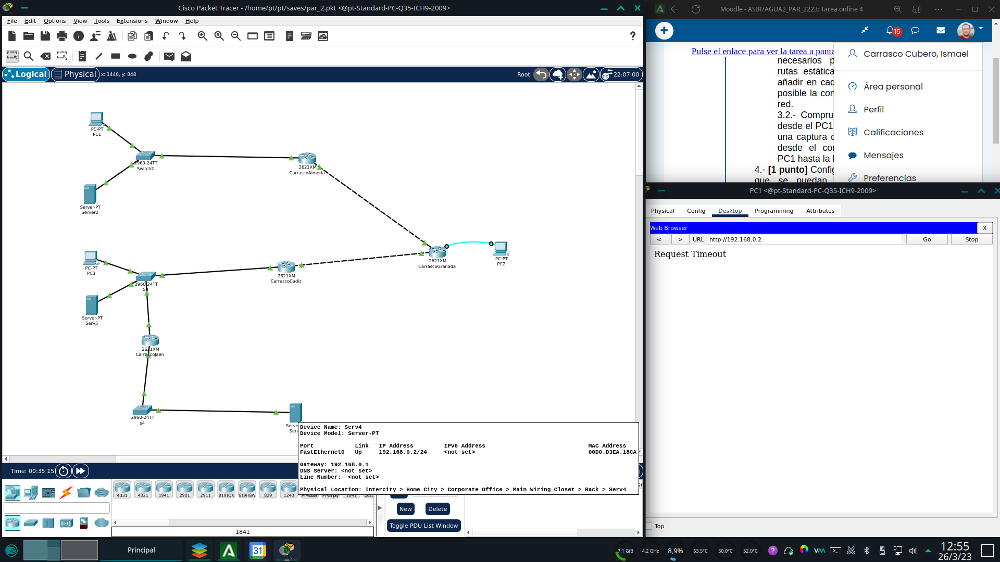 Cisco Packet Tracer - /home/pt/pt/saves/par_2.pkt <@pt-Standard-PC-Q35-ICH9-2009>
File Edit Options View Tools Extensions Window Help
?
Logical Physical x: 1440, y: 848
Root 22:07:00
PC-PT
PC1
2960-24TT
Switch2
2621XM
CarrascoAlmeria
Server-PT
Server2
2621XM
CarrascoGranada
PC-PT
PC2
PC-PT
PC3
2621XM
CarrascoCadiz
2960-24TT
S3
Server-PT
Serv3
2621XM
CarrascoJaen
2960-24TT
s4
Serve
Serv
Device Name: Serv4
Device Model: Server-PT
Port Link IP Address IPv6 Address MAC Address
FastEthernet0 Up 192.168.0.2/24 <not set> 00D0.D3EA.18CA
Gateway: 192.168.0.1
DNS Server: <not set>
Line Number: <not set>
Physical Location: Intercity > Home City > Corporate Office > Main Wiring Closet > Rack > Serv4
Time: 00:35:15
4331 4321 1941 2901 2911 819IOX 819HGW 829 1240 PT-Router PT-Empty 1841 262
New Delete
Toggle PDU List Window
1841
Moodle - ASIR/AGUA2_PAR_2223: Tarea online 4
15
Pulse el enlace para ver la tarea a panta
necesarios p
rutas estática
añadir en cad
posible la con
red.
3.2.- Compru
desde el PC1
una captura d
desde el co
PC1 hasta la
4.- [1 punto] Config
que se puedan
Carrasco Cubero, Ismael
Área personal
Perfil
Calificaciones
Mensajes
Preferencias
PC1 <@pt-Standard-PC-Q35-ICH9-2009>
Physical Config Desktop Programming Attributes
Web Browser X
< > URL http://192.168.0.2 Go Stop
Request Timeout
Top
Principal
31
7,1 GiB 4,2 GHz 8,9% 53,5°C 50,0°C 52,0°C
12:55
26/3/23